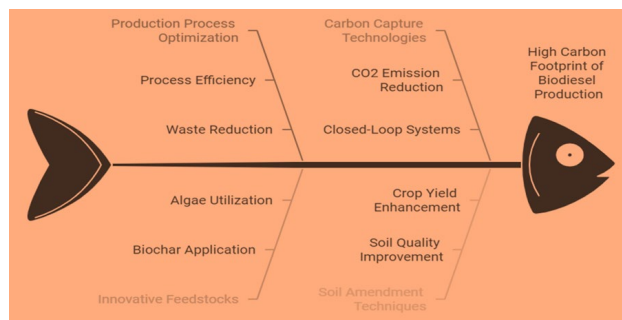 Production Process
Optimization
Process Efficiency
Waste Reduction
Carbon Capture
Technologies
CO2 Emission
Reduction
Closed-Loop Systems
High Carbon
Footprint of
Biodiesel
Production
Algae Utilization
Biochar Application
Innovative Feedstocks
Crop Yield
Enhancement
Soil Quality
Improvement
Soil Amendment
Techniques